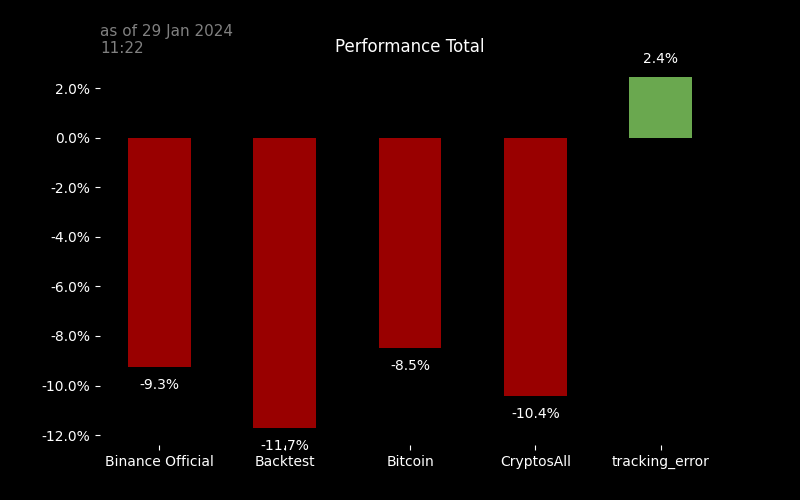 as of 29 Jan 2024
11:22
Performance Total
2.4%
2.0%
0.0%
-2.0%
-4.0%
-6.0%
-8.0%
-10.0%
-12.0%
-9.3%
-11.7%
-8.5%
-10.4%
Binance Official
Backtest
Bitcoin
CryptosAll
tracking_error